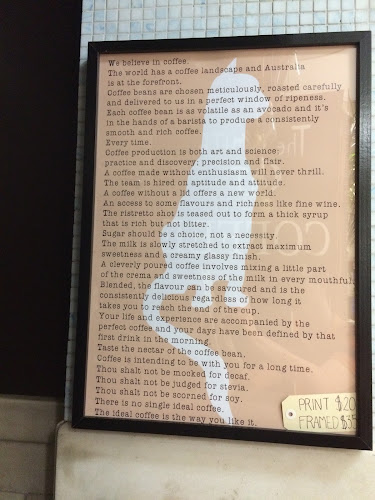 We believe in coffee.
The world has a coffee landscape and Australia
is at the forefront.
Coffee beans are chosen meticulously, roasted carefully
and delivered to us in a perfect window of ripeness.
Each coffee bean is as volatile as an avocado and it's
in the hands of a barista to produce a consistently
smooth and rich coffee.
Every time.
Coffee production is both art and science:
practice and discovery, precision and flair.
A coffee made without enthusiasm will never thrill.
The team is hired on aptitude and attitude.
A coffee without a lid offers a new world.
An access to some flavours and richness like fine wine.
The ristretto shot is teased out to form a thick syrup
that is rich but not bitter.
Sugar should be a choice, not a necessity.
The milk is slowly stretched to extract maximum
sweetness and a creamy glassy finish.
A cleverly poured coffee involves mixing a little part
of the crema and sweetness of the milk in every mouthful.
Blended, the flavour can be savoured and is the
consistently delicious regardless of how long it
takes you to reach the end of the cup.
Your life and experience are accompanied by the
perfect coffee and your days have been defined by that
first drink in the morning.
Taste the nectar of the coffee bean.
Coffee is intending to be with you for a long time.
Thou shalt not be mocked for decaf.
Thou shalt not be judged for stevia.
Thou shalt not be scorned for soy.
There is no single ideal coffee.
The ideal coffee is the way you like it.
PRINT $20
FRAMED $35